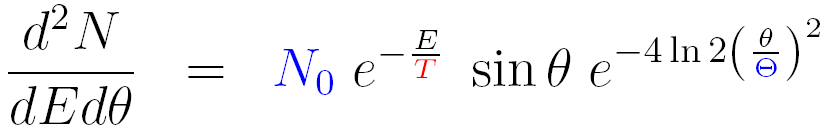 d²N/dEdθ = N₀ e^{-E/T} sin θ e^{-4 ln 2(θ/Θ)²}